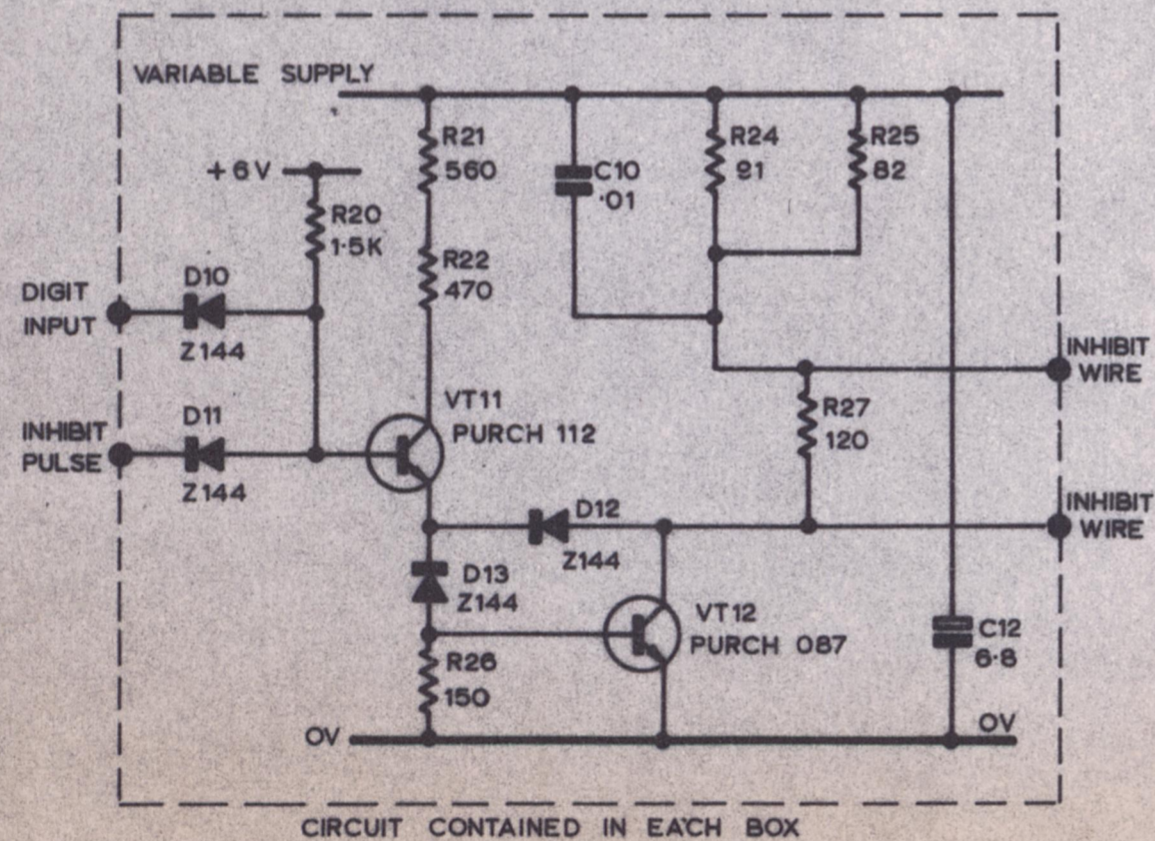 VARIABLE SUPPLY
+6V
R20
1·5K
R21
560
R22
470
C10
·01
R24
91
R25
82
D10
Z144
DIGIT
INPUT
D11
Z144
INHIBIT
PULSE
VT11
PURCH 112
INHIBIT
WIRE
R27
120
D12
Z144
INHIBIT
WIRE
D13
Z144
VT12
PURCH 087
R26
150
C12
6·8
OV
OV
CIRCUIT CONTAINED IN EACH BOX